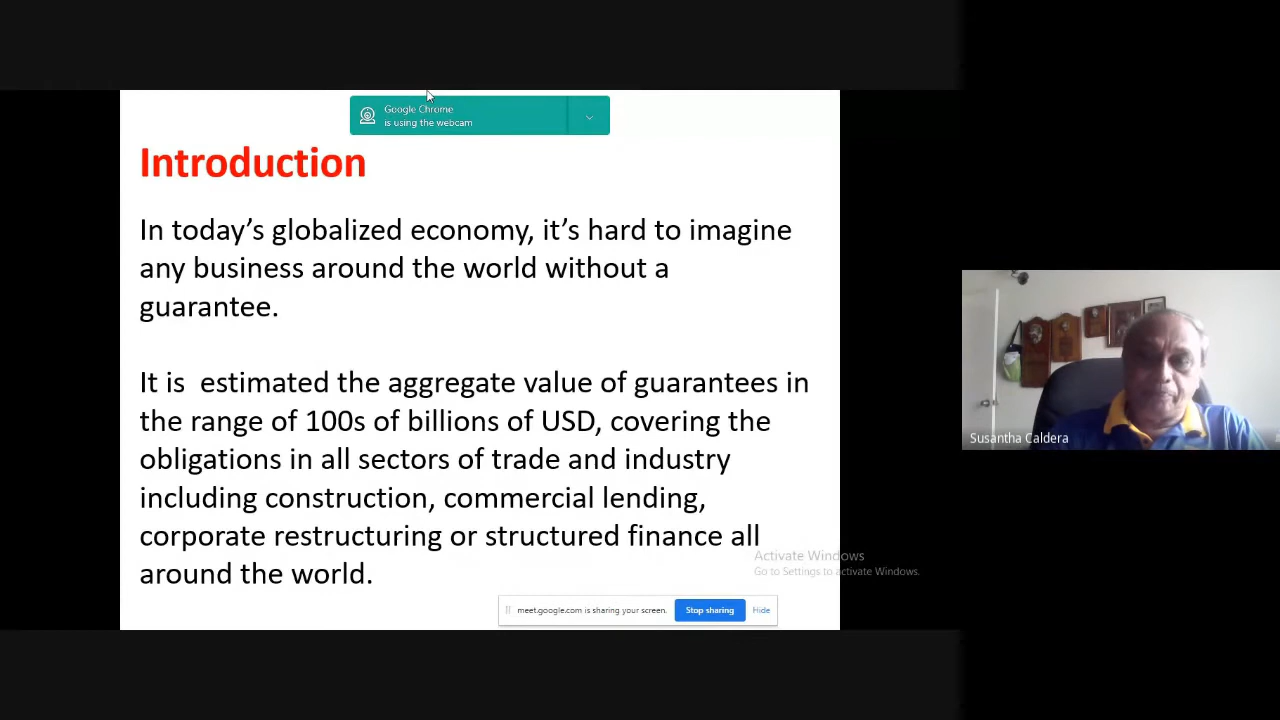 Google Chrome
is using the webcam
Introduction
In today’s globalized economy, it’s hard to imagine
any business around the world without a
guarantee.
It is  estimated the aggregate value of guarantees in
the range of 100s of billions of USD, covering the
obligations in all sectors of trade and industry
including construction, commercial lending,
corporate restructuring or structured finance all
around the world.
Activate Windows
Go to Settings to activate Windows.
meet.google.com is sharing your screen.
Stop sharing
Hide
Susantha Caldera